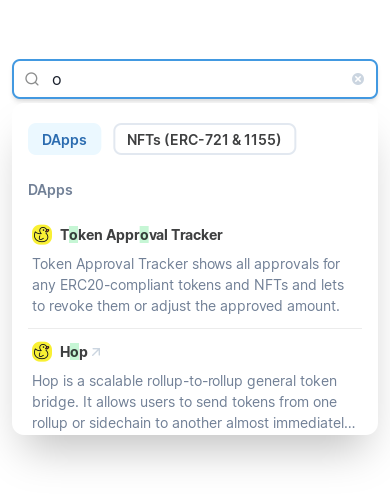 o
DApps NFTs (ERC-721 & 1155)
DApps
Token Approval Tracker
Token Approval Tracker shows all approvals for
any ERC20-compliant tokens and NFTs and lets
to revoke them or adjust the approved amount.
Hop
Hop is a scalable rollup-to-rollup general token
bridge. It allows users to send tokens from one
rollup or sidechain to another almost immediatel...